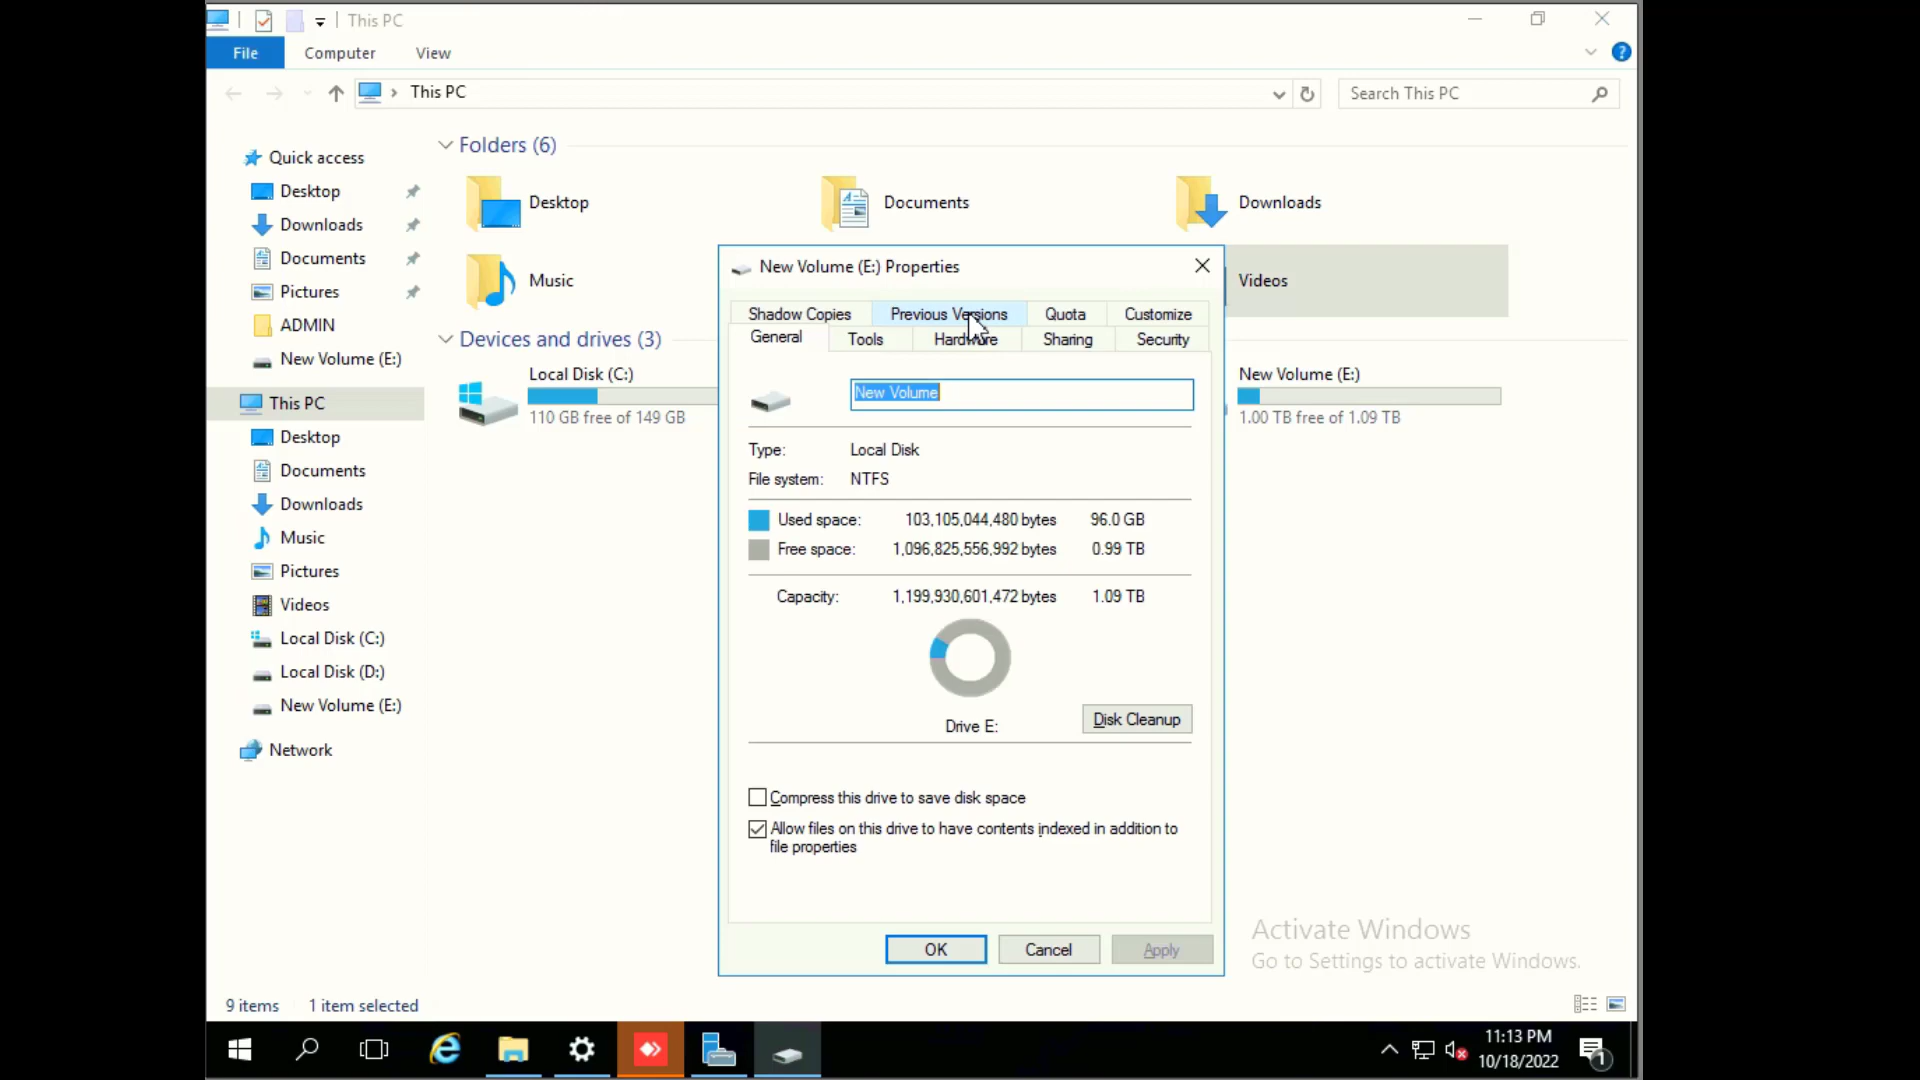 This PC
File Computer View
This PC
Search This PC
Quick access
Desktop
Downloads
Documents
Pictures
ADMIN
New Volume (E:)
This PC
Desktop
Documents
Downloads
Music
Pictures
Videos
Local Disk (C:)
Local Disk (D:)
New Volume (E:)
Network
Folders (6)
Desktop
Documents
Downloads
Music
Videos
Devices and drives (3)
Local Disk (C:)
110 GB free of 149 GB
New Volume (E:)
1.00 TB free of 1.09 TB
New Volume (E:) Properties
Shadow Copies Previous Versions Quota Customize
General Tools Hardware Sharing Security
New Volume
Type: Local Disk
File system: NTFS
Used space: 103,105,044,480 bytes 96.0 GB
Free space: 1,096,825,556,992 bytes 0.99 TB
Capacity: 1,199,930,601,472 bytes 1.09 TB
Drive E:
Disk Cleanup
Compress this drive to save disk space
Allow files on this drive to have contents indexed in addition to
file properties
OK Cancel Apply
Activate Windows
Go to Settings to activate Windows.
9 items 1 item selected
11:13 PM
10/18/2022
1